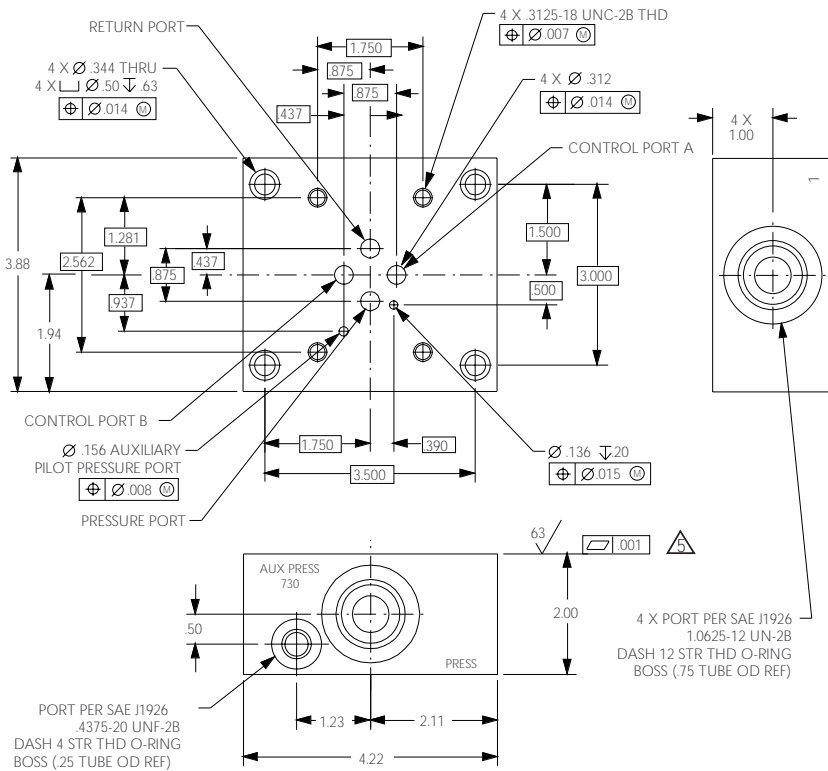 RETURN PORT
4 X .3125-18 UNC-2B THD
⌖ Ø .007 Ⓜ
1.750
.875
.875
.437
4 X Ø .344 THRU
4 X ⌴ Ø .50 ↧ .63
⌖ Ø .014 Ⓜ
4 X Ø .312
⌖ Ø .014 Ⓜ
CONTROL PORT A
4 X
1.00
1
3.88
2.562
1.281
.937
1.94
.875
.437
1.500
.500
3.000
CONTROL PORT B
Ø .156 AUXILIARY
PILOT PRESSURE PORT
⌖ Ø .008 Ⓜ
PRESSURE PORT
1.750
.390
3.500
Ø .136 ↧.20
⌖ Ø .015 Ⓜ
63
⏥ .001
5
AUX PRESS
730
PRESS
.50
2.00
1.23
2.11
4.22
PORT PER SAE J1926
.4375-20 UNF-2B
DASH 4 STR THD O-RING
BOSS (.25 TUBE OD REF)
4 X PORT PER SAE J1926
1.0625-12 UN-2B
DASH 12 STR THD O-RING
BOSS (.75 TUBE OD REF)